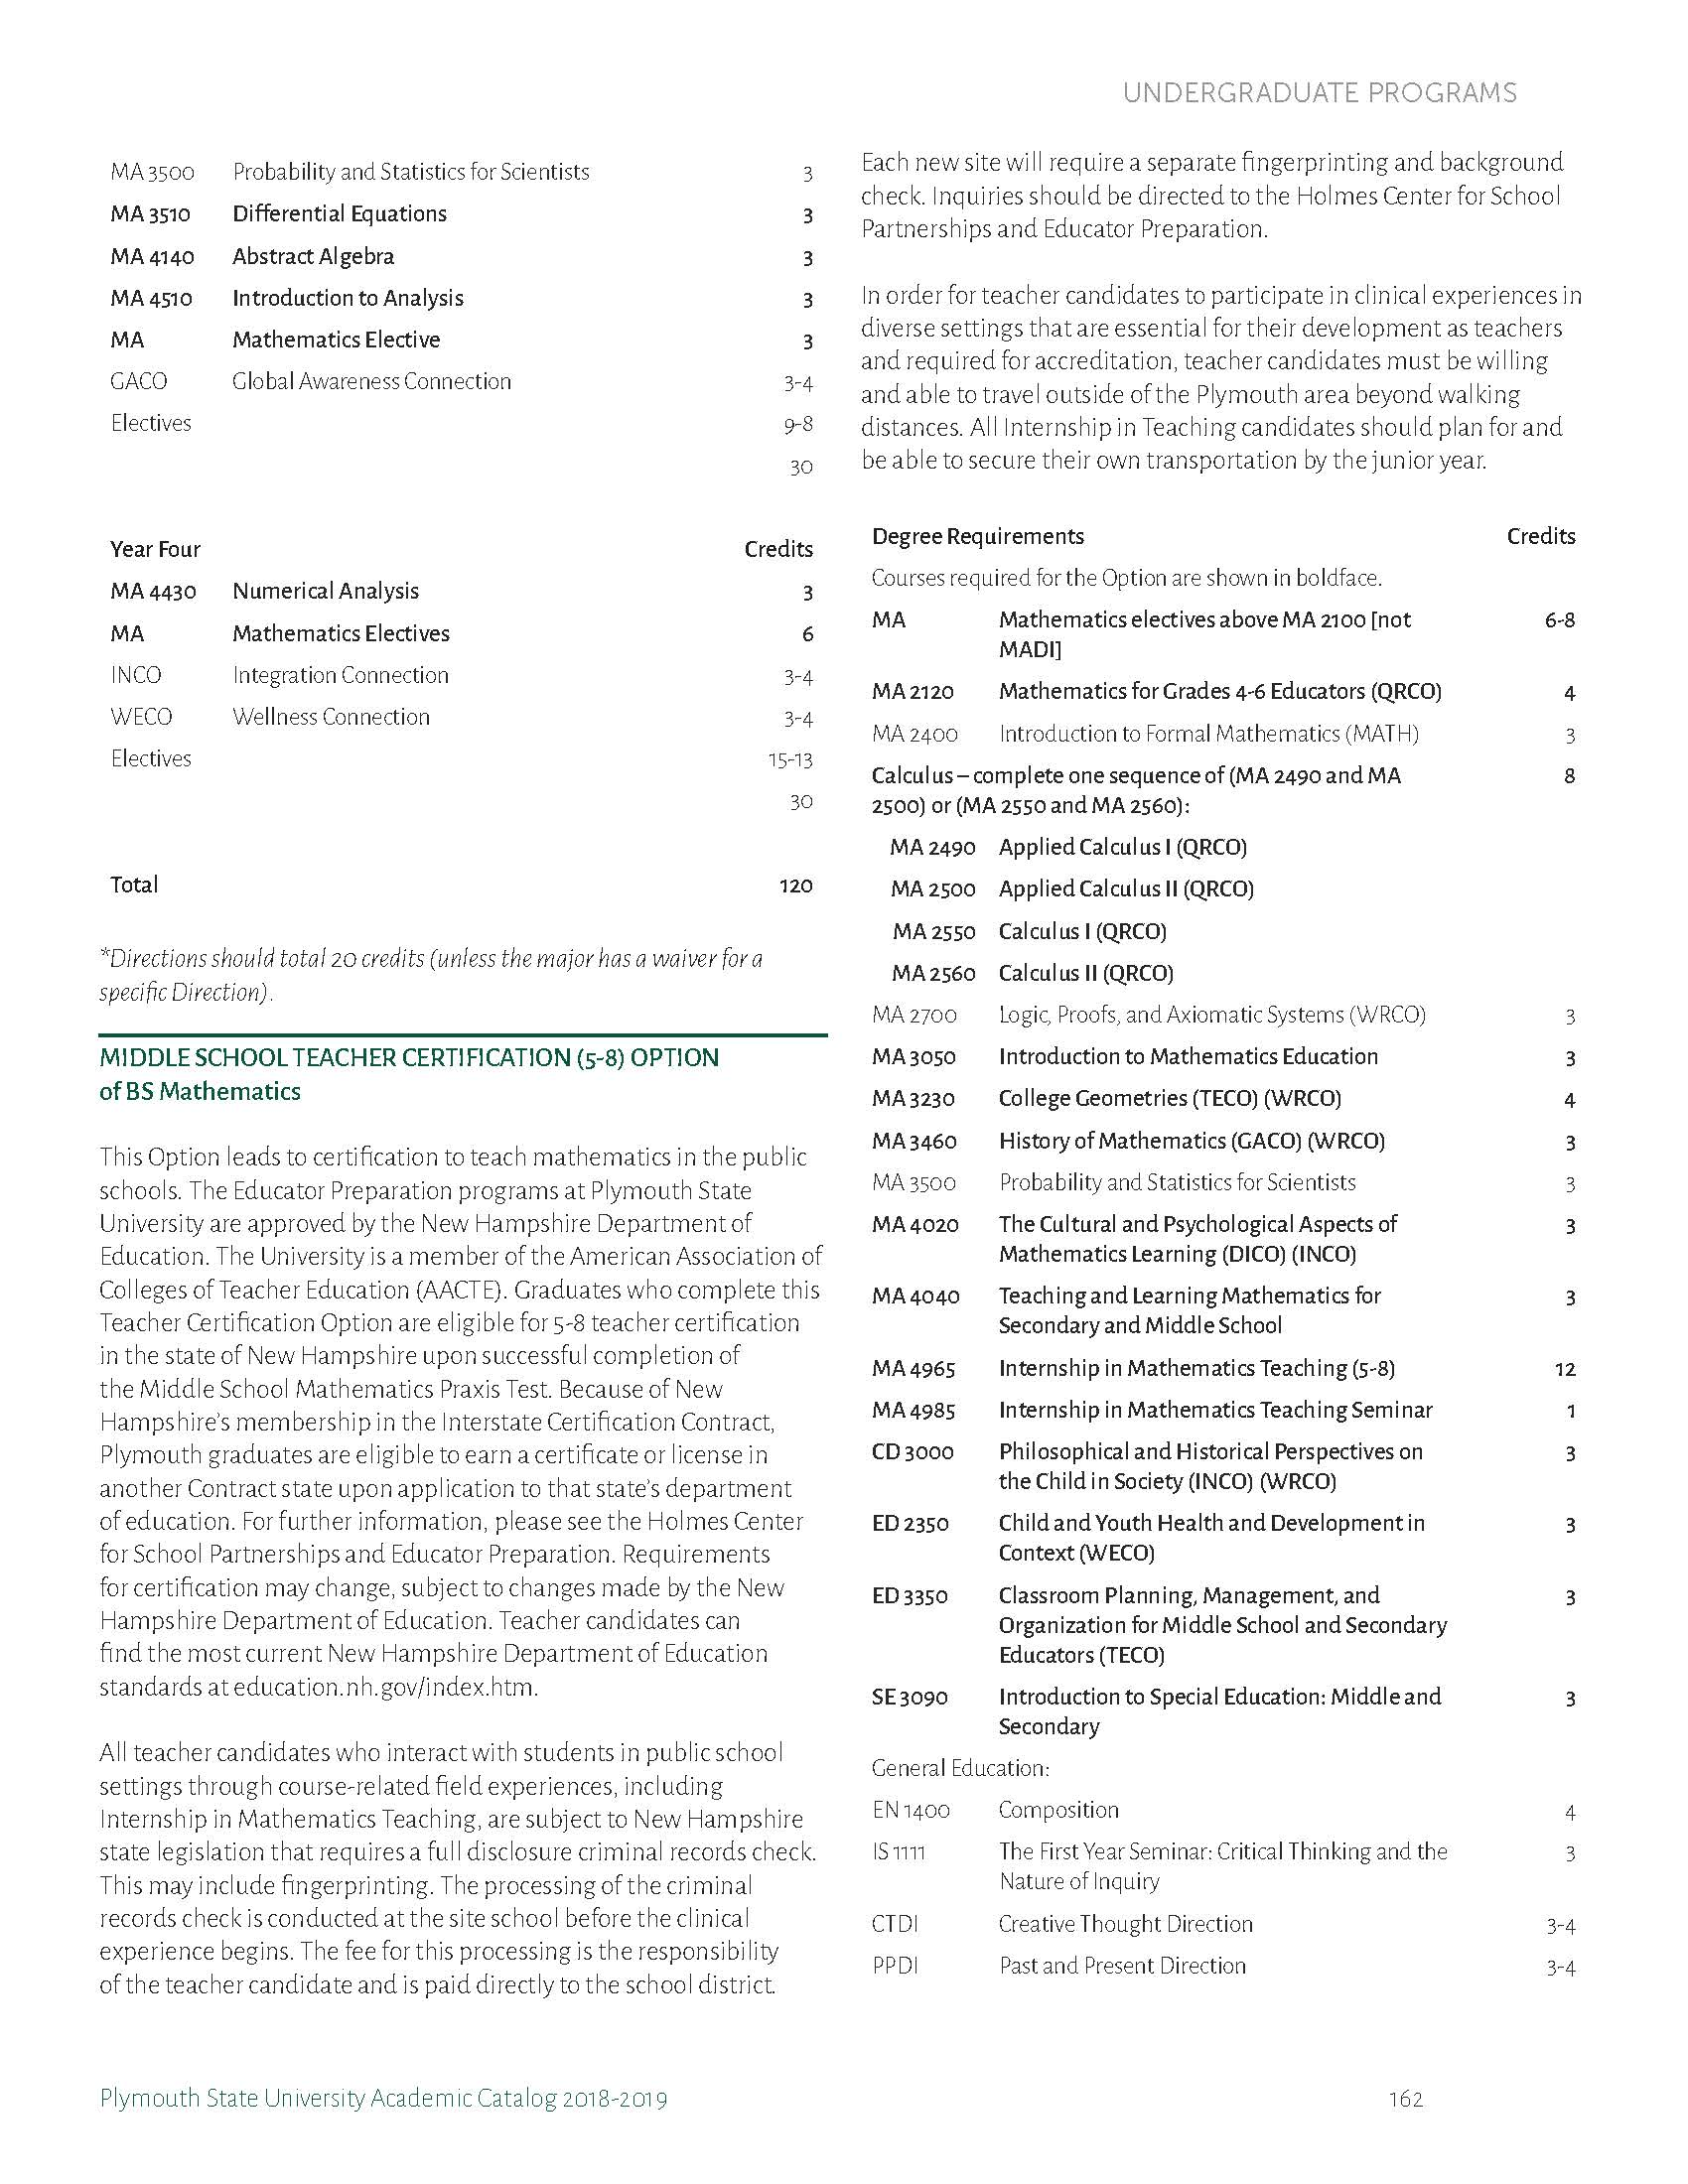 UNDERGRADUATE PROGRAMS
MA 3500 Probability and Statistics for Scientists 3
MA 3510 Differential Equations 3
MA 4140 Abstract Algebra 3
MA 4510 Introduction to Analysis 3
MA Mathematics Elective 3
GACO Global Awareness Connection 3-4
Electives 9-8
30
Year Four Credits
MA 4430 Numerical Analysis 3
MA Mathematics Electives 6
INCO Integration Connection 3-4
WECO Wellness Connection 3-4
Electives 15-13
30
Total 120
*Directions should total 20 credits (unless the major has a waiver for a
specific Direction).
MIDDLE SCHOOL TEACHER CERTIFICATION (5-8) OPTION
of BS Mathematics
This Option leads to certification to teach mathematics in the public
schools. The Educator Preparation programs at Plymouth State
University are approved by the New Hampshire Department of
Education. The University is a member of the American Association of
Colleges of Teacher Education (AACTE). Graduates who complete this
Teacher Certification Option are eligible for 5-8 teacher certification
in the state of New Hampshire upon successful completion of
the Middle School Mathematics Praxis Test. Because of New
Hampshire's membership in the Interstate Certification Contract,
Plymouth graduates are eligible to earn a certificate or license in
another Contract state upon application to that state's department
of education. For further information, please see the Holmes Center
for School Partnerships and Educator Preparation. Requirements
for certification may change, subject to changes made by the New
Hampshire Department of Education. Teacher candidates can
find the most current New Hampshire Department of Education
standards at education.nh.gov/index.htm.
All teacher candidates who interact with students in public school
settings through course-related field experiences, including
Internship in Mathematics Teaching, are subject to New Hampshire
state legislation that requires a full disclosure criminal records check.
This may include fingerprinting. The processing of the criminal
records check is conducted at the site school before the clinical
experience begins. The fee for this processing is the responsibility
of the teacher candidate and is paid directly to the school district.
Each new site will require a separate fingerprinting and background
check. Inquiries should be directed to the Holmes Center for School
Partnerships and Educator Preparation.
In order for teacher candidates to participate in clinical experiences in
diverse settings that are essential for their development as teachers
and required for accreditation, teacher candidates must be willing
and able to travel outside of the Plymouth area beyond walking
distances. All Internship in Teaching candidates should plan for and
be able to secure their own transportation by the junior year.
Degree Requirements Credits
Courses required for the Option are shown in boldface.
MA Mathematics electives above MA 2100 [not 6-8
MADI]
MA 2120 Mathematics for Grades 4-6 Educators (QRCO) 4
MA 2400 Introduction to Formal Mathematics (MATH) 3
Calculus – complete one sequence of (MA 2490 and MA 8
2500) or (MA 2550 and MA 2560):
MA 2490 Applied Calculus I (QRCO)
MA 2500 Applied Calculus II (QRCO)
MA 2550 Calculus I (QRCO)
MA 2560 Calculus II (QRCO)
MA 2700 Logic, Proofs, and Axiomatic Systems (WRCO) 3
MA 3050 Introduction to Mathematics Education 3
MA 3230 College Geometries (TECO) (WRCO) 4
MA 3460 History of Mathematics (GACO) (WRCO) 3
MA 3500 Probability and Statistics for Scientists 3
MA 4020 The Cultural and Psychological Aspects of 3
Mathematics Learning (DICO) (INCO)
MA 4040 Teaching and Learning Mathematics for 3
Secondary and Middle School
MA 4965 Internship in Mathematics Teaching (5-8) 12
MA 4985 Internship in Mathematics Teaching Seminar 1
CD 3000 Philosophical and Historical Perspectives on 3
the Child in Society (INCO) (WRCO)
ED 2350 Child and Youth Health and Development in 3
Context (WECO)
ED 3350 Classroom Planning, Management, and 3
Organization for Middle School and Secondary
Educators (TECO)
SE 3090 Introduction to Special Education: Middle and 3
Secondary
General Education:
EN 1400 Composition 4
IS 1111 The First Year Seminar: Critical Thinking and the 3
Nature of Inquiry
CTDI Creative Thought Direction 3-4
PPDI Past and Present Direction 3-4
Plymouth State University Academic Catalog 2018-2019 162